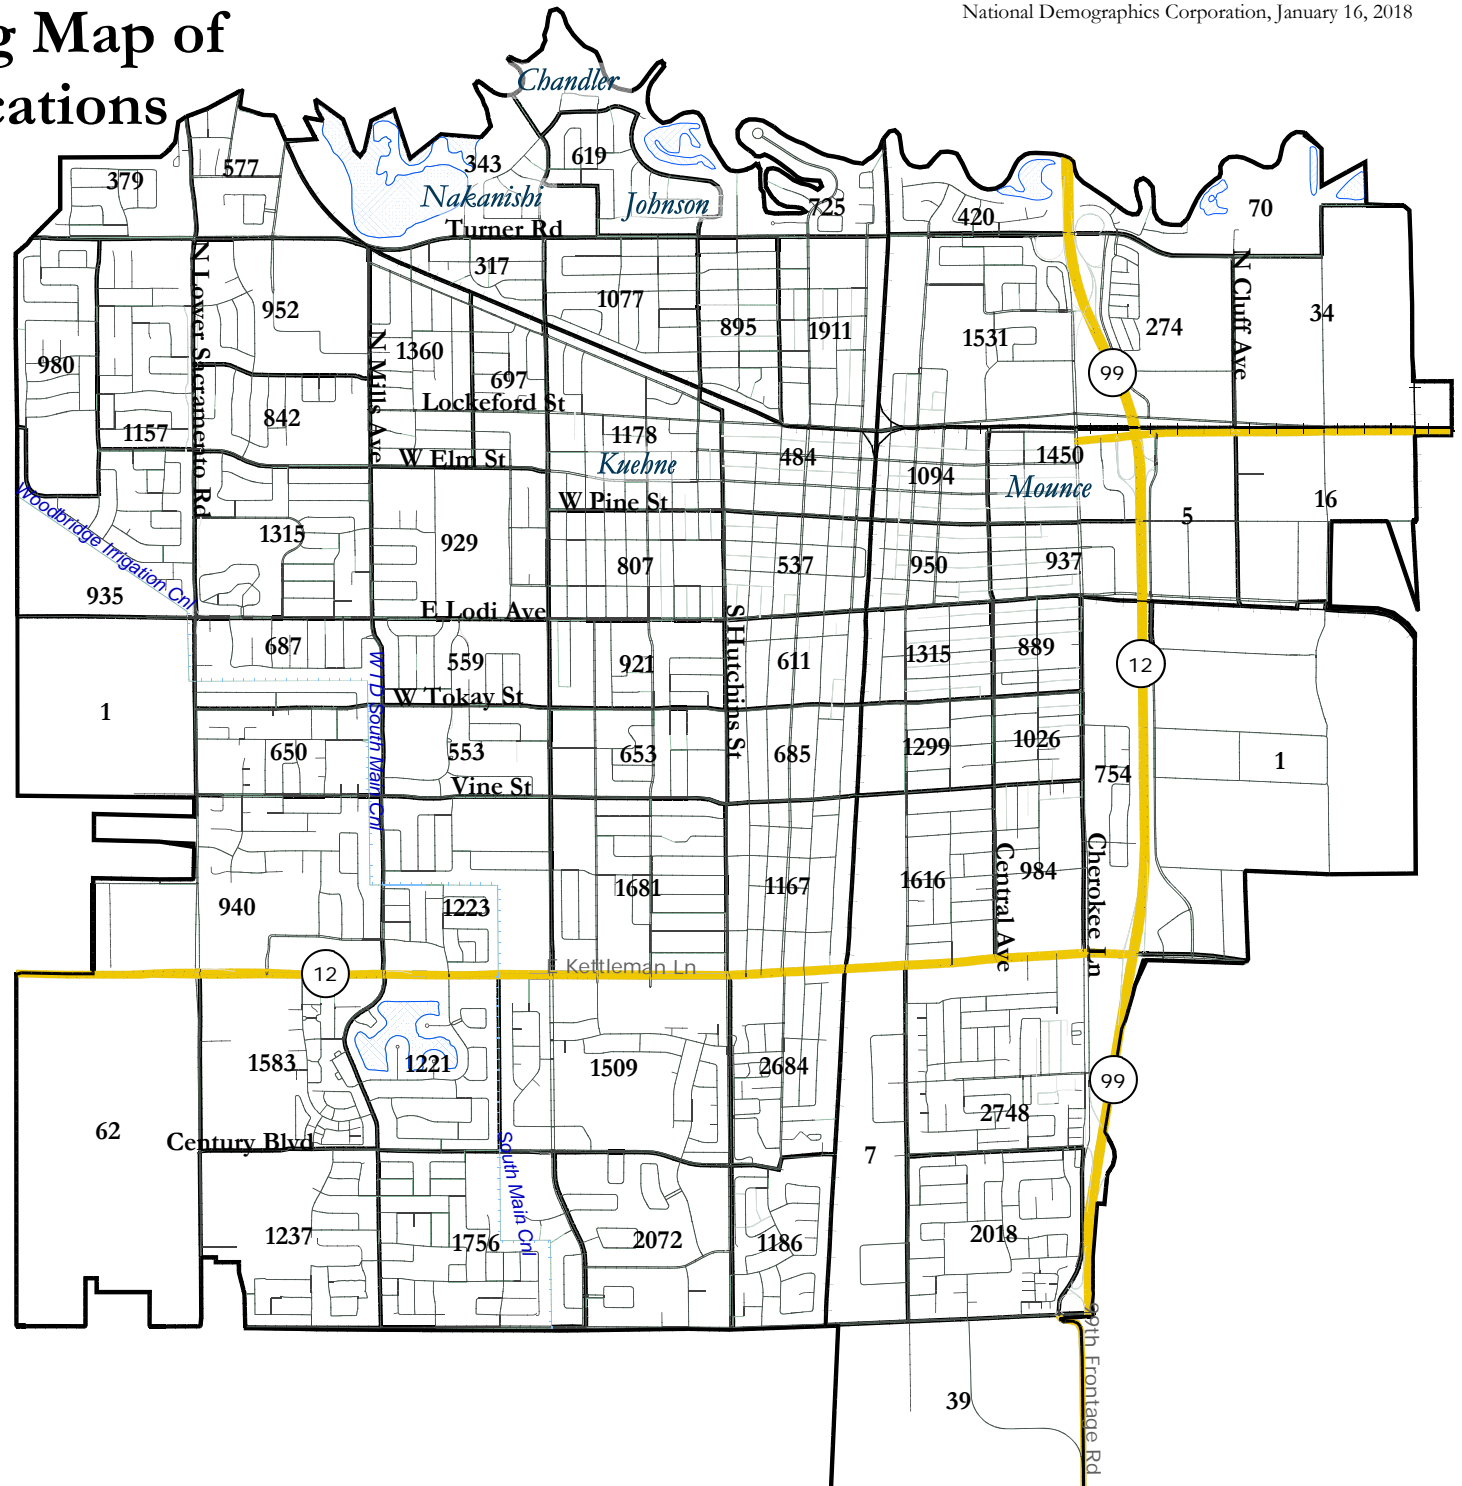 National Demographics Corporation, January 16, 2018
g Map of
cations
Chandler
343
619
577
379
Nakanishi
Johnson
725
420
70
Turner Rd
317
N Lower Sacramento Rd
N Cluff Ave
952
1077
895
1911
1531
274
34
980
N Mills Ave
1360
697
99
Lockeford St
842
1157
1178
W Elm St
Kuehne
484
1094
1450
Mounce
W Pine St
16
5
Woodbridge Irrigation Cnl
1315
929
807
537
950
937
935
E Lodi Ave
S Hutchins St
687
559
921
611
1315
889
12
W I D South Main Cnl
W Tokay St
1
650
553
653
685
1299
1026
754
1
Vine St
940
1223
1681
1167
1616
Central Ave
984
Cherokee Ln
E Kettleman Ln
12
1583
1221
1509
2684
99
2748
62
Century Blvd
South Main Cnl
7
1237
1756
2072
1186
2018
99th Frontage Rd
39